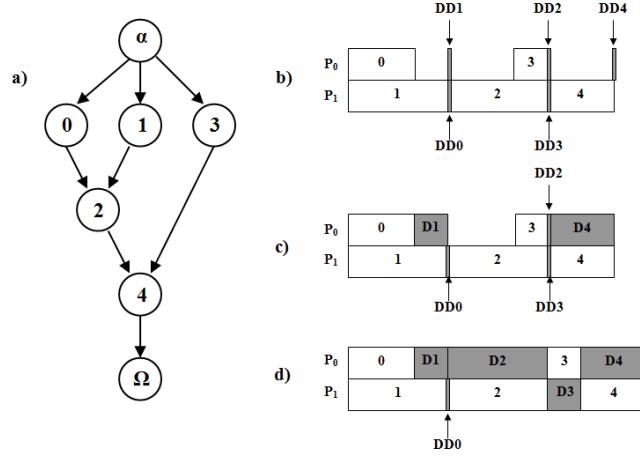 a)
α
0 1 3
2
4
Ω
b)
DD1 DD2 DD4
P₀ 0 3
P₁ 1 2 4
DD0 DD3
c)
DD2
P₀ 0 D1 3 D4
P₁ 1 2 4
DD0 DD3
d)
P₀ 0 D1 D2 3 D4
P₁ 1 2 D3 4
DD0